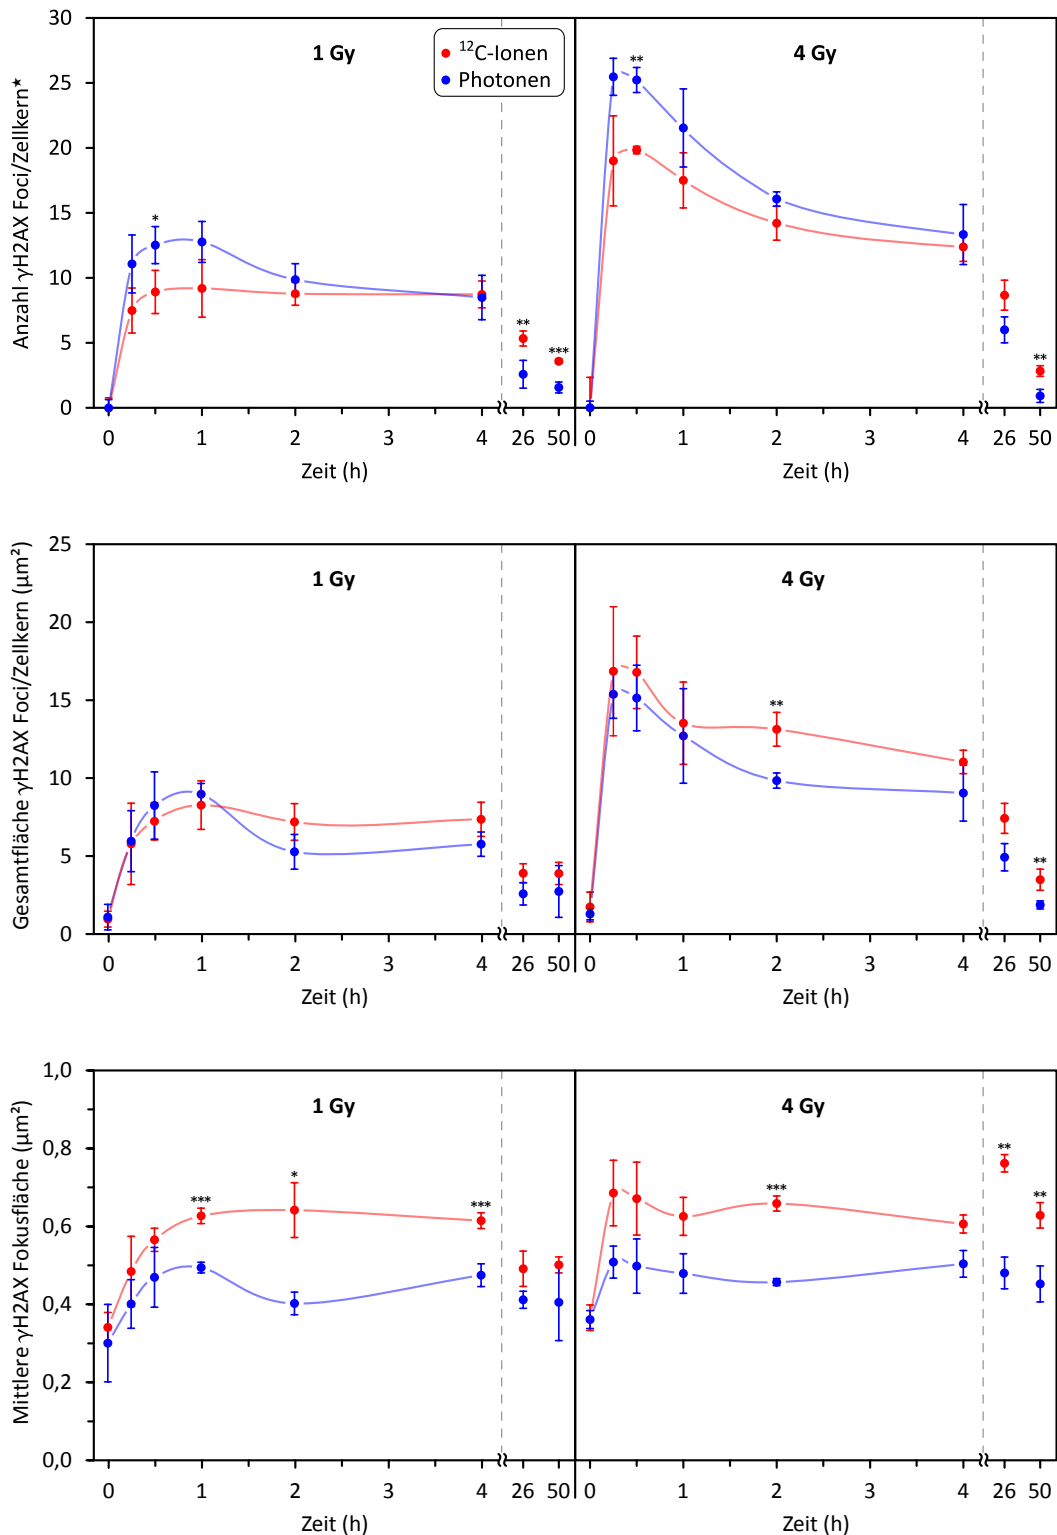 Anzahl γH2AX Foci/Zellkern★
30
25
20
15
10
5
0
1 Gy
¹²C-Ionen
Photonen
4 Gy
*
**
***
**
**
0 1 2 4 26 50
0 1 2 3 4 26 50
Zeit (h)
Zeit (h)
Gesamtfläche γH2AX Foci/Zellkern (µm²)
25
20
15
10
5
0
1 Gy
4 Gy
**
**
0 1 2 3 4 26 50
0 1 2 3 4 26 50
Zeit (h)
Zeit (h)
Mittlere γH2AX Fokusfläche (µm²)
1,0
0,8
0,6
0,4
0,2
0,0
1 Gy
4 Gy
***
*
***
***
**
**
0 1 2 3 4 26 50
0 1 2 3 4 26 50
Zeit (h)
Zeit (h)